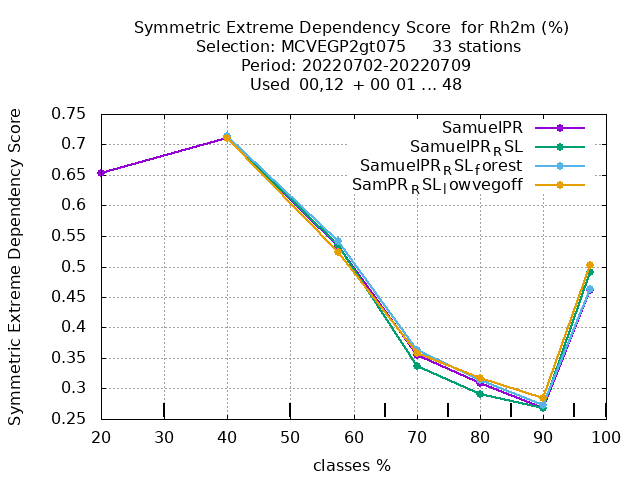 Symmetric Extreme Dependency Score for Rh2m (%)
Selection: MCVEGP2gt075 33 stations
Period: 20220702-20220709
Used 00,12 + 00 01 ... 48
Symmetric Extreme Dependency Score
0.75
0.7
0.65
0.6
0.55
0.5
0.45
0.4
0.35
0.3
0.25
SamuelPR
SamuelPR_RSL
SamuelPR_RSL_forest
SamPR_RSL_lowvegoff
20 30 40 50 60 70 80 90 100
classes %